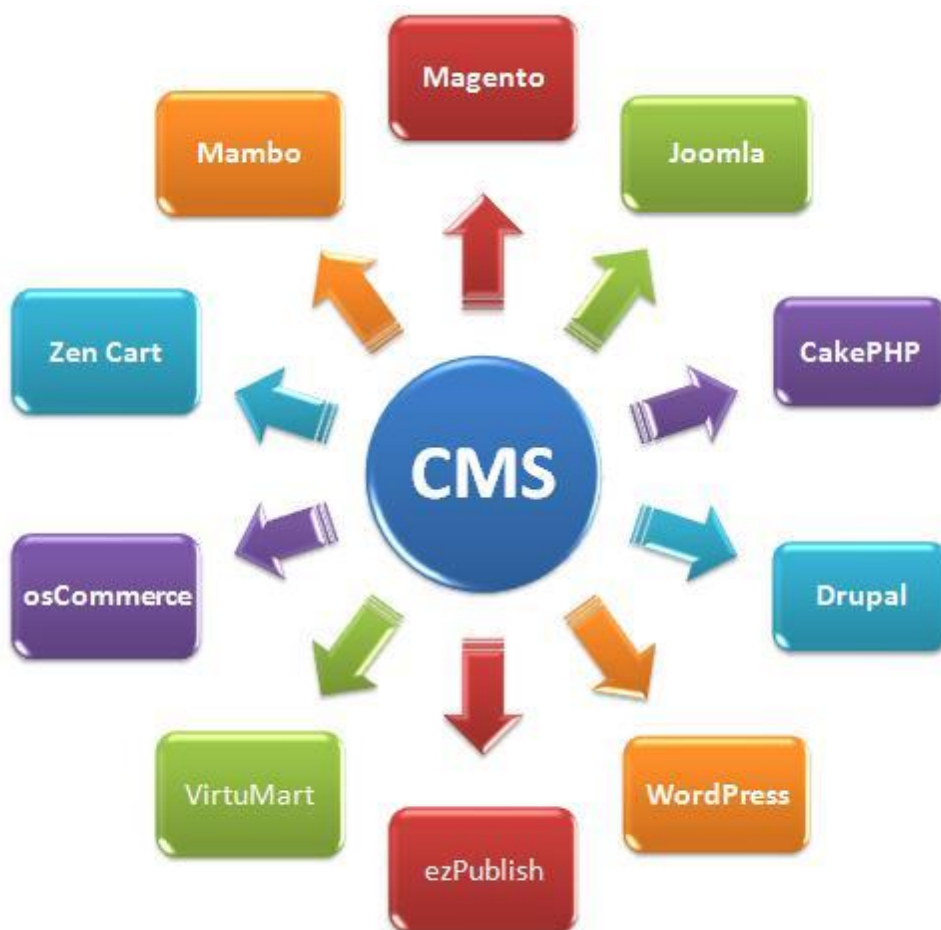 Magento
Mambo
Joomla
Zen Cart
CakePHP
CMS
osCommerce
Drupal
VirtuMart
WordPress
ezPublish